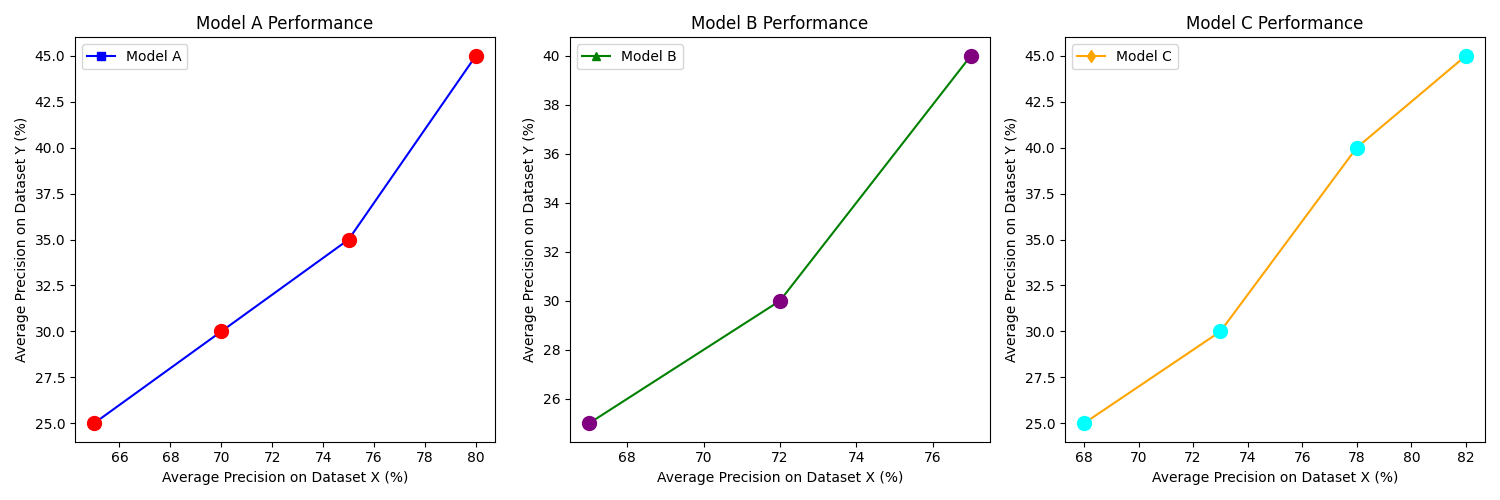 Model A Performance
Model A
45.0
42.5
40.0
37.5
35.0
32.5
30.0
27.5
25.0
Average Precision on Dataset Y (%)
66 68 70 72 74 76 78 80
Average Precision on Dataset X (%)
Model B Performance
Model B
40
38
36
34
32
30
28
26
Average Precision on Dataset Y (%)
68 70 72 74 76
Average Precision on Dataset X (%)
Model C Performance
Model C
45.0
42.5
40.0
37.5
35.0
32.5
30.0
27.5
25.0
Average Precision on Dataset Y (%)
68 70 72 74 76 78 80 82
Average Precision on Dataset X (%)